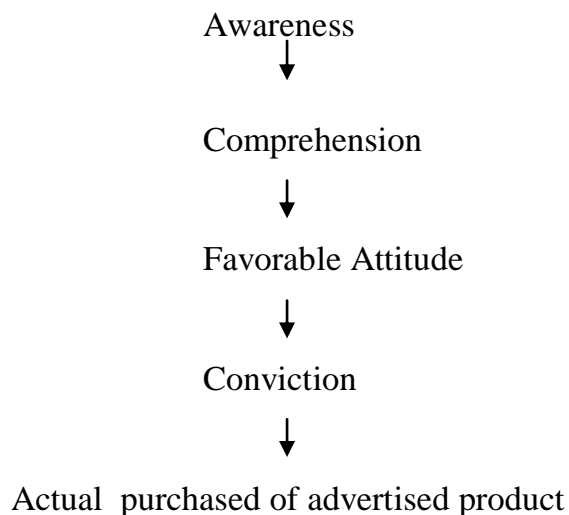 Awareness
Comprehension
Favorable Attitude
Conviction
Actual purchased of advertised product